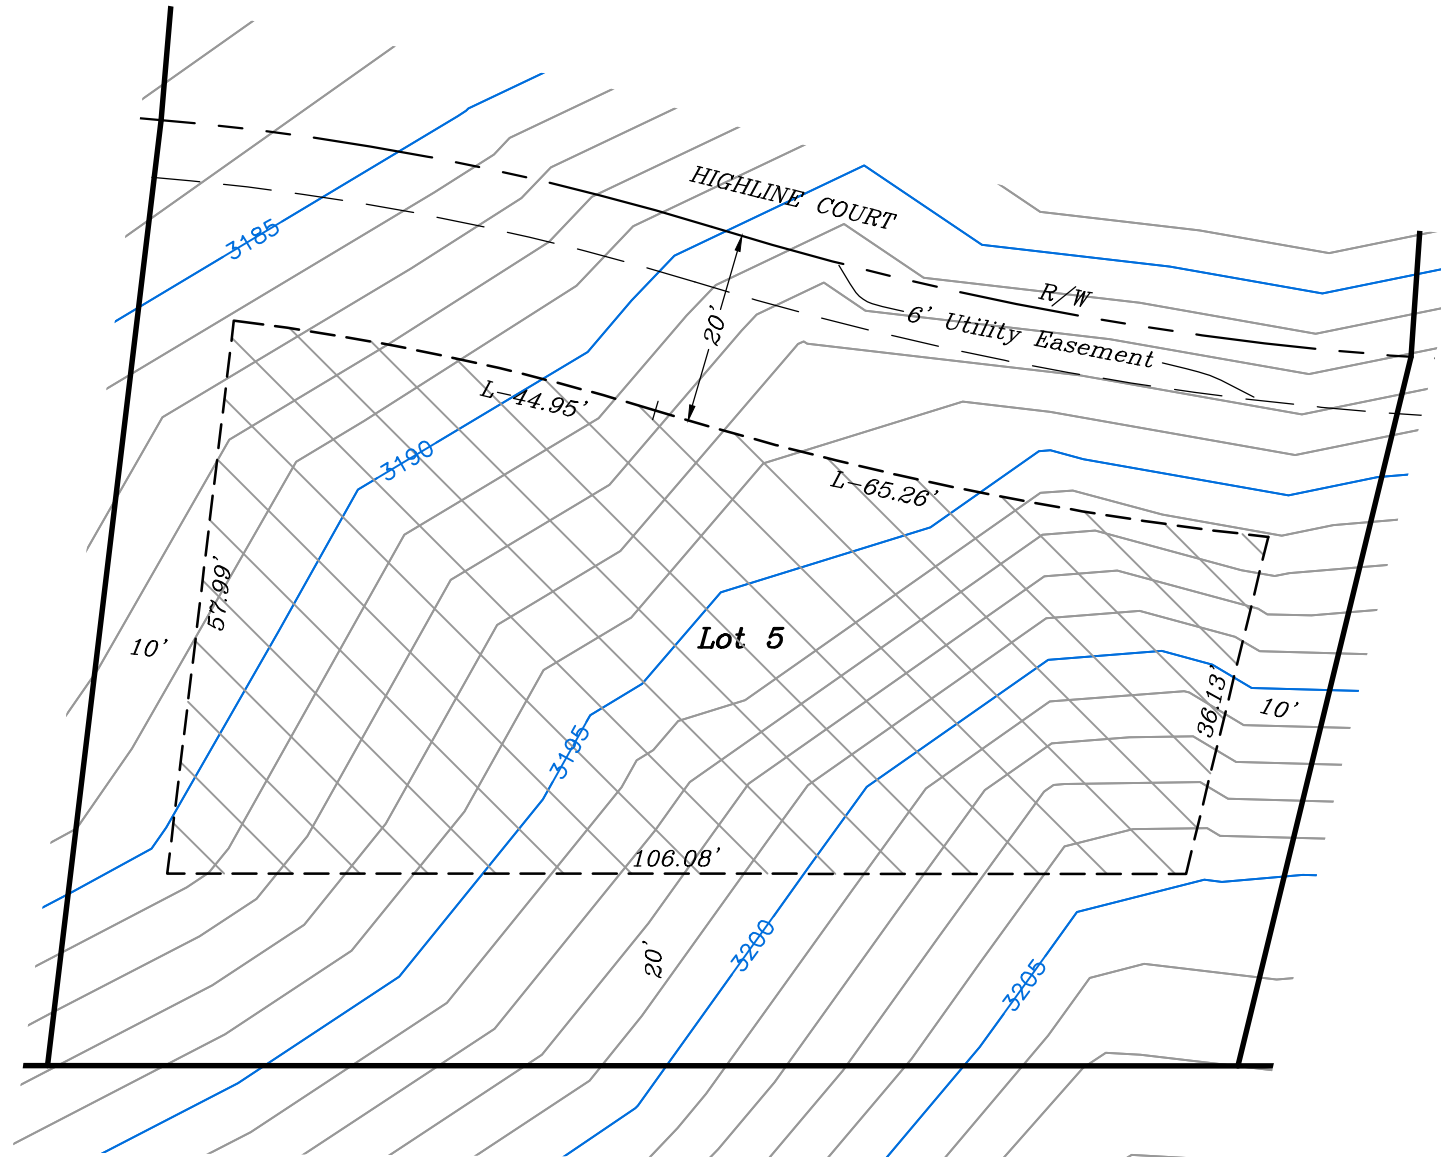 HIGHLINE COURT
3185
R/W
20'
6' Utility Easement
L-44.95'
3190
L-65.26'
57.99'
Lot 5
10'
36.13'
10'
3195
106.08'
3200
20'
3205